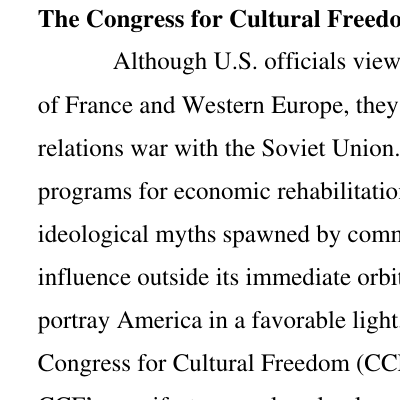 The Congress for Cultural Freedo
Although U.S. officials view
of France and Western Europe, they
relations war with the Soviet Union.
programs for economic rehabilitatio
ideological myths spawned by comm
influence outside its immediate orbit
portray America in a favorable light
Congress for Cultural Freedom (CC